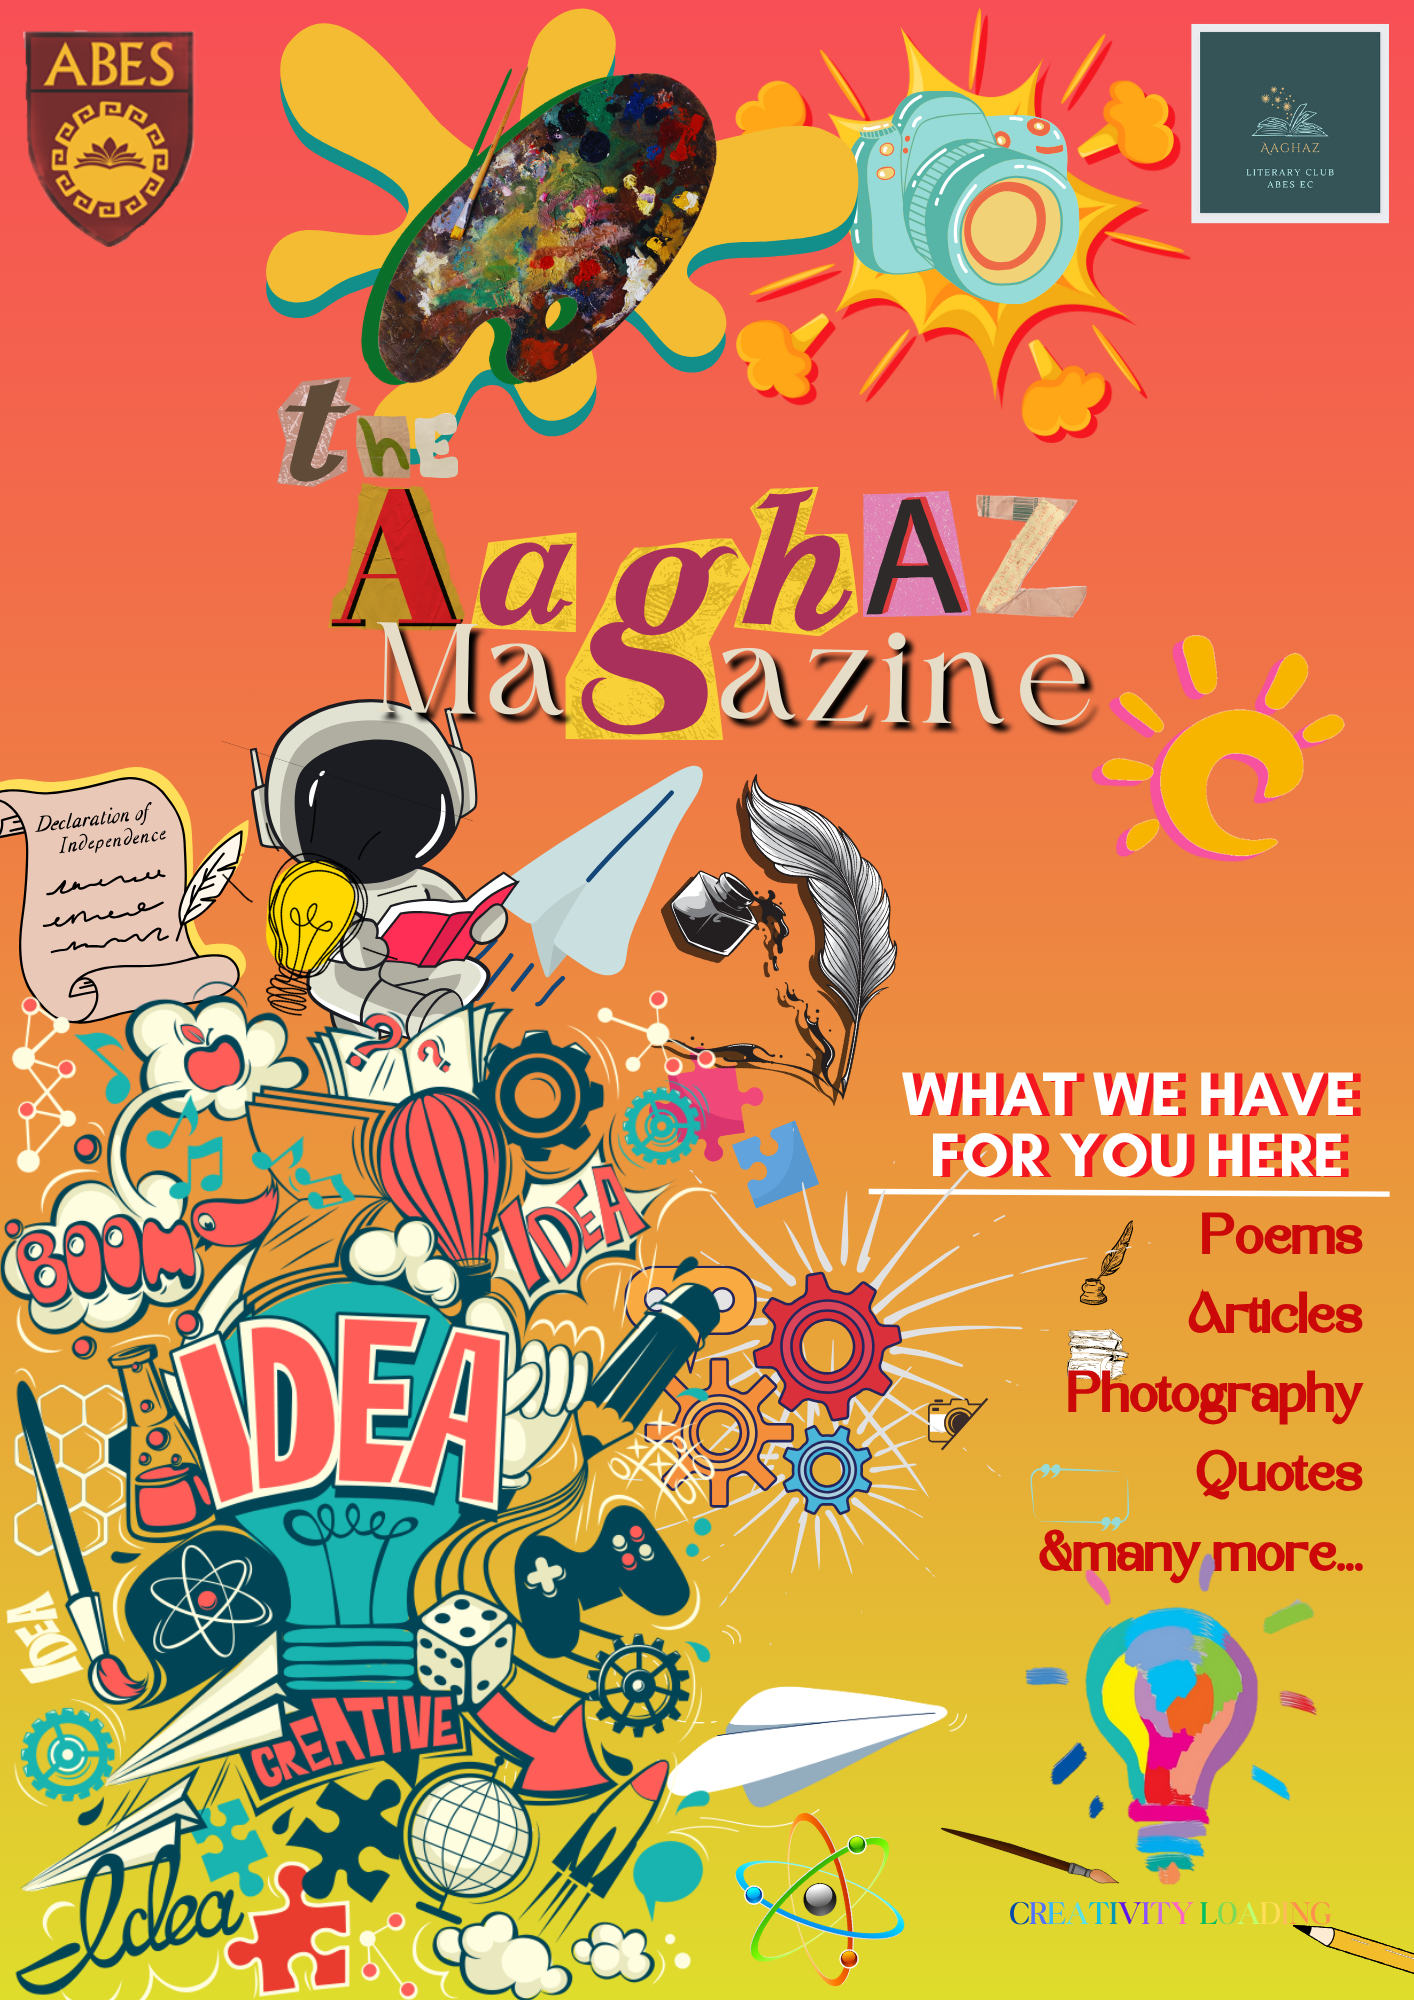 ABES
AAGHAZ
LITERARY CLUB
ABES EC
thE
AaghAZ
Magazine
Declaration of
Independence
? ?
BOOM
IDEA
IDEA
IDEA
CREATIVE
Idea
WHAT WE HAVE
FOR YOU HERE
Poems
Articles
Photography
Quotes
&many more...
CREATIVITY LOADING